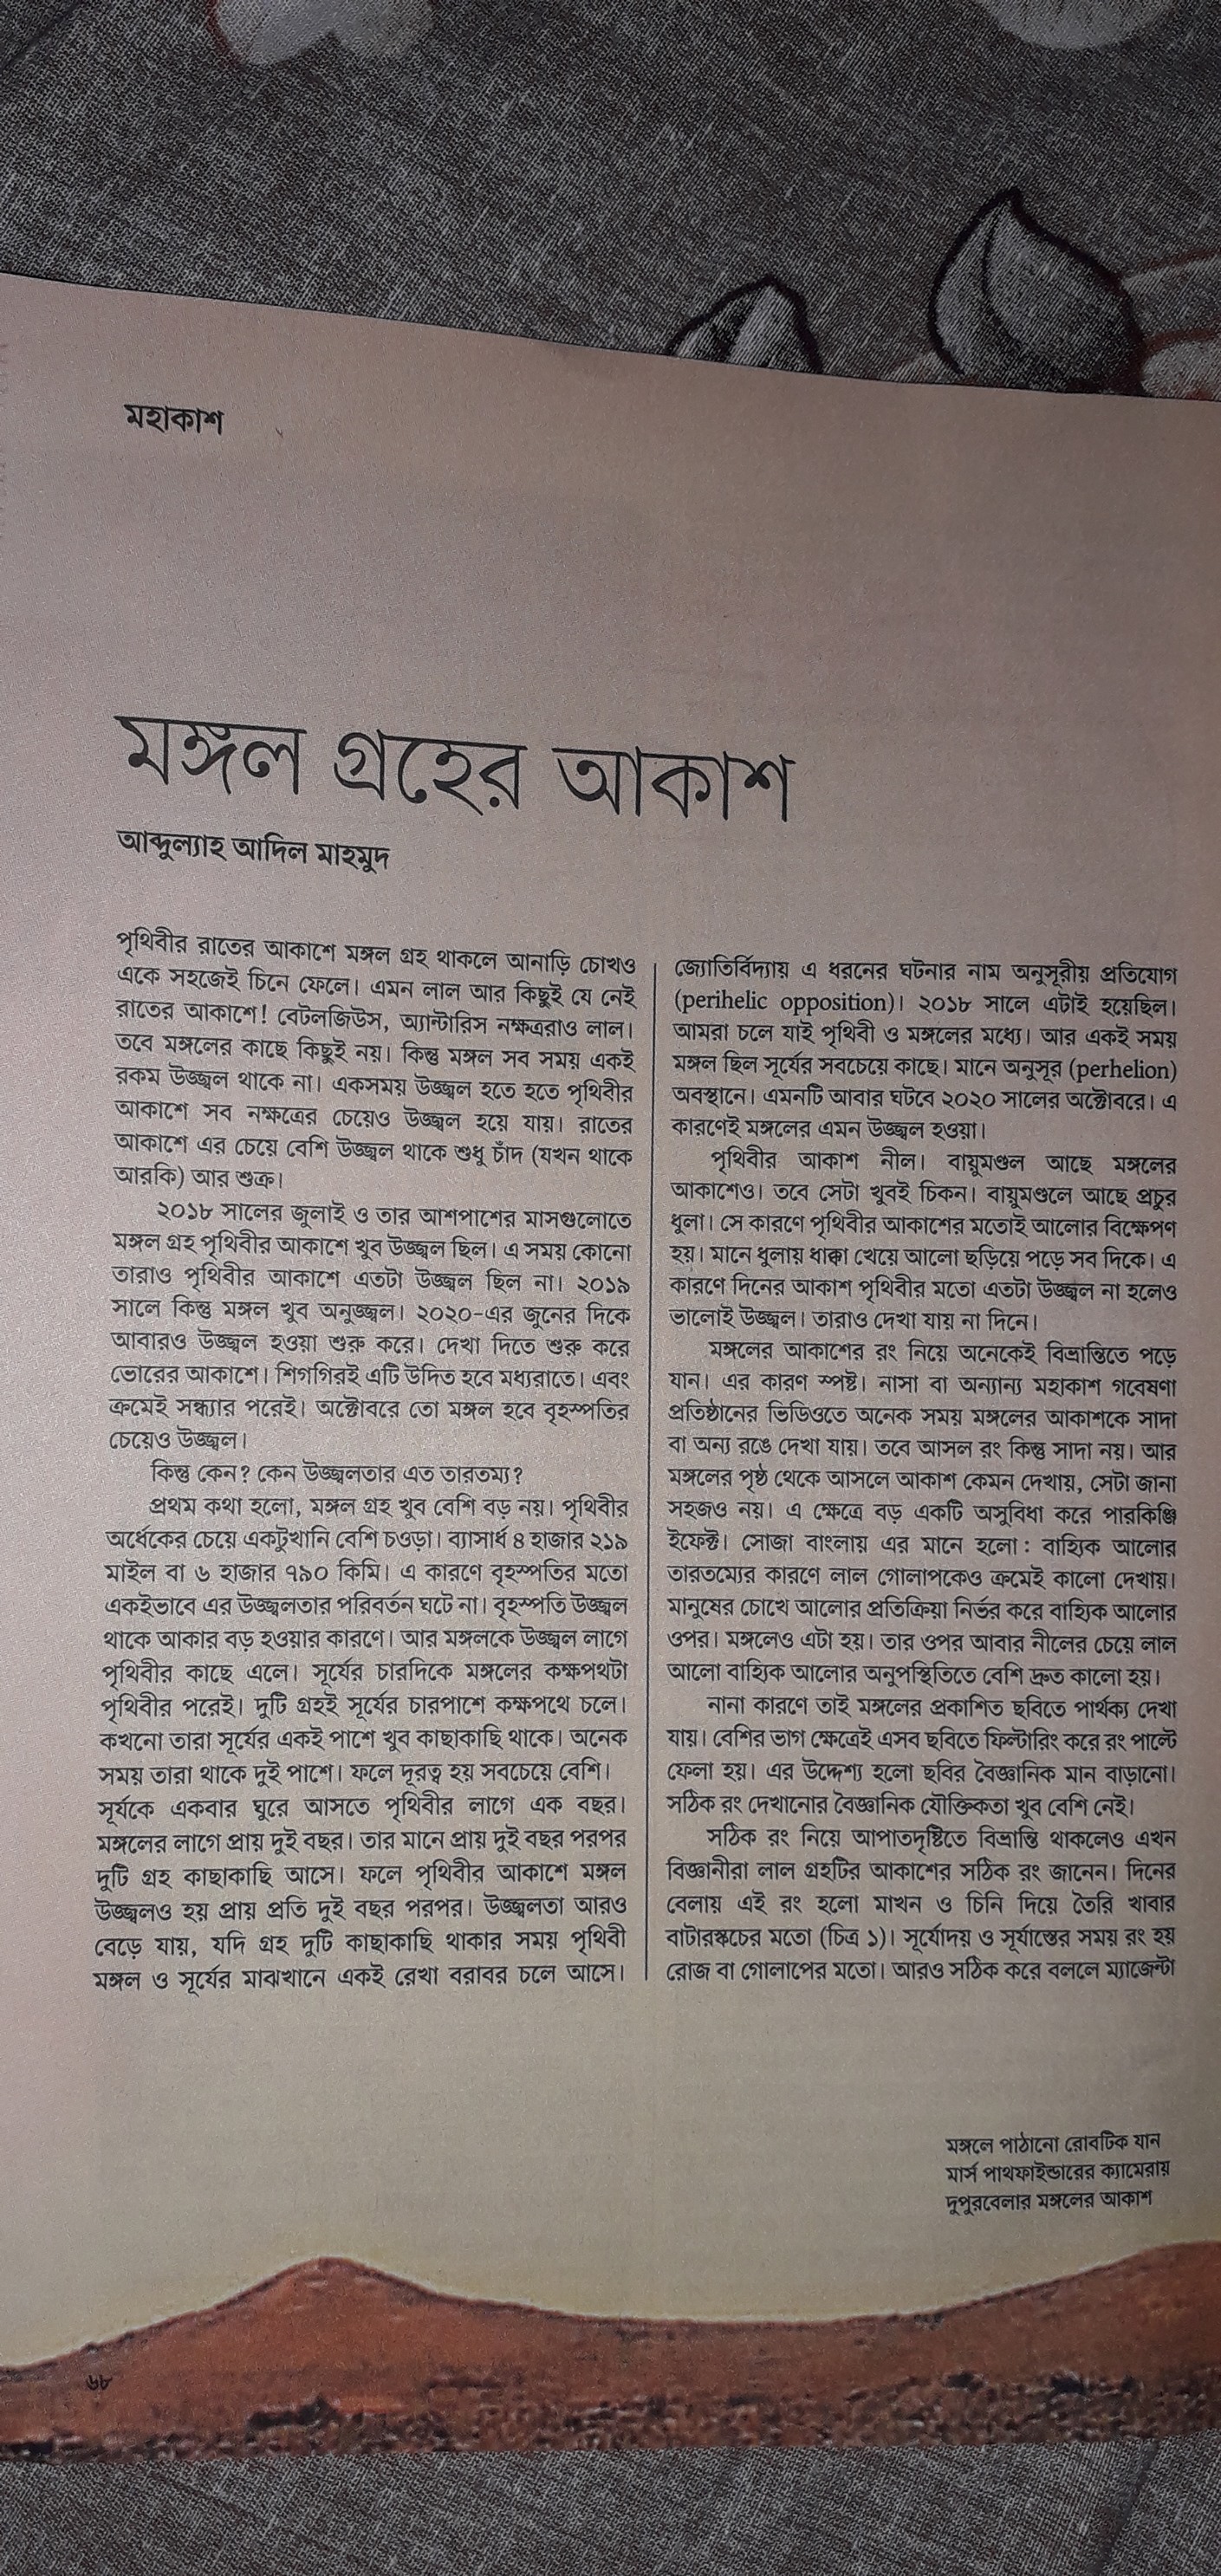 মহাকাশ
মঙ্গল গ্রহের আকাশ
আব্দুল্যাহ আদিল মাহমুদ
পৃথিবীর রাতের আকাশে মঙ্গল গ্রহ থাকলে আনাড়ি চোখও
একে সহজেই চিনে ফেলে। এমন লাল আর কিছুই যে নেই
রাতের আকাশে! বেটলজিউস, অ্যান্টারিস নক্ষত্ররাও লাল।
তবে মঙ্গলের কাছে কিছুই নয়। কিন্তু মঙ্গল সব সময় একই
রকম উজ্জ্বল থাকে না। একসময় উজ্জ্বল হতে হতে পৃথিবীর
আকাশে সব নক্ষত্রের চেয়েও উজ্জ্বল হয়ে যায়। রাতের
আকাশে এর চেয়ে বেশি উজ্জ্বল থাকে শুধু চাঁদ (যখন থাকে
আরকি) আর শুক্র।
২০১৮ সালের জুলাই ও তার আশপাশের মাসগুলোতে
মঙ্গল গ্রহ পৃথিবীর আকাশে খুব উজ্জ্বল ছিল। এ সময় কোনো
তারাও পৃথিবীর আকাশে এতটা উজ্জ্বল ছিল না। ২০১৯
সালে কিন্তু মঙ্গল খুব অনুজ্জ্বল। ২০২০-এর জুনের দিকে
আবারও উজ্জ্বল হওয়া শুরু করে। দেখা দিতে শুরু করে
ভোরের আকাশে। শিগগিরই এটি উদিত হবে মধ্যরাতে। এবং
ক্রমেই সন্ধ্যার পরেই। অক্টোবরে তো মঙ্গল হবে বৃহস্পতির
চেয়েও উজ্জ্বল।
কিন্তু কেন? কেন উজ্জ্বলতার এত তারতম্য?
প্রথম কথা হলো, মঙ্গল গ্রহ খুব বেশি বড় নয়। পৃথিবীর
অর্ধেকের চেয়ে একটুখানি বেশি চওড়া। ব্যাসার্ধ ৪ হাজার ২১৯
মাইল বা ৬ হাজার ৭৯০ কিমি। এ কারণে বৃহস্পতির মতো
একইভাবে এর উজ্জ্বলতার পরিবর্তন ঘটে না। বৃহস্পতি উজ্জ্বল
থাকে আকার বড় হওয়ার কারণে। আর মঙ্গলকে উজ্জ্বল লাগে
পৃথিবীর কাছে এলে। সূর্যের চারদিকে মঙ্গলের কক্ষপথটা
পৃথিবীর পরেই। দুটি গ্রহই সূর্যের চারপাশে কক্ষপথে চলে।
কখনো তারা সূর্যের একই পাশে খুব কাছাকাছি থাকে। অনেক
সময় তারা থাকে দুই পাশে। ফলে দূরত্ব হয় সবচেয়ে বেশি।
সূর্যকে একবার ঘুরে আসতে পৃথিবীর লাগে এক বছর।
মঙ্গলের লাগে প্রায় দুই বছর। তার মানে প্রায় দুই বছর পরপর
দুটি গ্রহ কাছাকাছি আসে। ফলে পৃথিবীর আকাশে মঙ্গল
উজ্জ্বলও হয় প্রায় প্রতি দুই বছর পরপর। উজ্জ্বলতা আরও
বেড়ে যায়, যদি গ্রহ দুটি কাছাকাছি থাকার সময় পৃথিবী
মঙ্গল ও সূর্যের মাঝখানে একই রেখা বরাবর চলে আসে।
জ্যোতির্বিদ্যায় এ ধরনের ঘটনার নাম অনুসূরীয় প্রতিযোগ
(perihelic opposition)। ২০১৮ সালে এটাই হয়েছিল।
আমরা চলে যাই পৃথিবী ও মঙ্গলের মধ্যে। আর একই সময়
মঙ্গল ছিল সূর্যের সবচেয়ে কাছে। মানে অনুসূর (perhelion)
অবস্থানে। এমনটি আবার ঘটবে ২০২০ সালের অক্টোবরে। এ
কারণেই মঙ্গলের এমন উজ্জ্বল হওয়া।
পৃথিবীর আকাশ নীল। বায়ুমণ্ডল আছে মঙ্গলের
আকাশেও। তবে সেটা খুবই চিকন। বায়ুমণ্ডলে আছে প্রচুর
ধুলা। সে কারণে পৃথিবীর আকাশের মতোই আলোর বিক্ষেপণ
হয়। মানে ধুলায় ধাক্কা খেয়ে আলো ছড়িয়ে পড়ে সব দিকে। এ
কারণে দিনের আকাশ পৃথিবীর মতো এতটা উজ্জ্বল না হলেও
ভালোই উজ্জ্বল। তারাও দেখা যায় না দিনে।
মঙ্গলের আকাশের রং নিয়ে অনেকেই বিভ্রান্তিতে পড়ে
যান। এর কারণ স্পষ্ট। নাসা বা অন্যান্য মহাকাশ গবেষণা
প্রতিষ্ঠানের ভিডিওতে অনেক সময় মঙ্গলের আকাশকে সাদা
বা অন্য রঙে দেখা যায়। তবে আসল রং কিন্তু সাদা নয়। আর
মঙ্গলের পৃষ্ঠ থেকে আসলে আকাশ কেমন দেখায়, সেটা জানা
সহজও নয়। এ ক্ষেত্রে বড় একটি অসুবিধা করে পারকিঞ্জি
ইফেক্ট। সোজা বাংলায় এর মানে হলো: বাহ্যিক আলোর
তারতম্যের কারণে লাল গোলাপকেও ক্রমেই কালো দেখায়।
মানুষের চোখে আলোর প্রতিক্রিয়া নির্ভর করে বাহ্যিক আলোর
ওপর। মঙ্গলেও এটা হয়। তার ওপর আবার নীলের চেয়ে লাল
আলো বাহ্যিক আলোর অনুপস্থিতিতে বেশি দ্রুত কালো হয়।
নানা কারণে তাই মঙ্গলের প্রকাশিত ছবিতে পার্থক্য দেখা
যায়। বেশির ভাগ ক্ষেত্রেই এসব ছবিতে ফিল্টারিং করে রং পাল্টে
ফেলা হয়। এর উদ্দেশ্য হলো ছবির বৈজ্ঞানিক মান বাড়ানো।
সঠিক রং দেখানোর বৈজ্ঞানিক যৌক্তিকতা খুব বেশি নেই।
সঠিক রং নিয়ে আপাতদৃষ্টিতে বিভ্রান্তি থাকলেও এখন
বিজ্ঞানীরা লাল গ্রহটির আকাশের সঠিক রং জানেন। দিনের
বেলায় এই রং হলো মাখন ও চিনি দিয়ে তৈরি খাবার
বাটারস্কচের মতো (চিত্র ১)। সূর্যোদয় ও সূর্যাস্তের সময় রং হয়
রোজ বা গোলাপের মতো। আরও সঠিক করে বললে ম্যাজেন্টা
মঙ্গলে পাঠানো রোবটিক যান
মার্স পাথফাইন্ডারের ক্যামেরায়
দুপুরবেলার মঙ্গলের আকাশ
৬৮